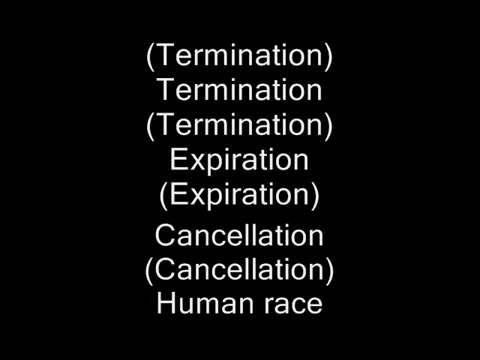 (Termination)
Termination
(Termination)
Expiration
(Expiration)
Cancellation
(Cancellation)
Human race